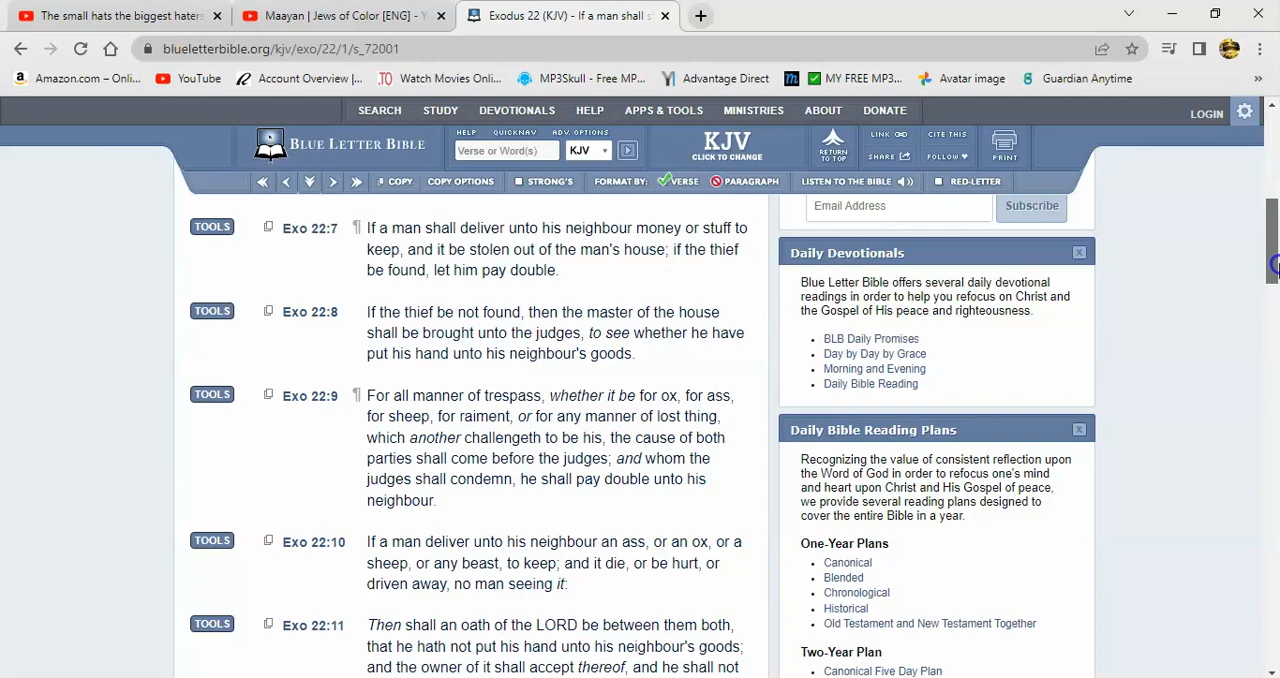 The small hats the biggest haters
Maayan | Jews of Color [ENG] - Y
Exodus 22 (KJV) - If a man shall s
blueletterbible.org/kjv/exo/22/1/s_72001
Amazon.com – Onli...
YouTube
Account Overview |...
Watch Movies Onlin...
MP3Skull - Free MP...
Advantage Direct
MY FREE MP3...
Avatar image
Guardian Anytime
»
SEARCH STUDY DEVOTIONALS HELP APPS & TOOLS MINISTRIES ABOUT DONATE
LOGIN
BLUE LETTER BIBLE
HELP QUICKNAV ADV. OPTIONS
Verse or Word(s)
KJV
KJV
CLICK TO CHANGE
RETURN
TO TOP
LINK
CITE THIS
SHARE
FOLLOW
PRINT
COPY COPY OPTIONS STRONG'S FORMAT BY: VERSE PARAGRAPH LISTEN TO THE BIBLE RED-LETTER
TOOLS Exo 22:7 ¶ If a man shall deliver unto his neighbour money or stuff to
keep, and it be stolen out of the man's house; if the thief
be found, let him pay double.
TOOLS Exo 22:8 If the thief be not found, then the master of the house
shall be brought unto the judges, to see whether he have
put his hand unto his neighbour's goods.
TOOLS Exo 22:9 ¶ For all manner of trespass, whether it be for ox, for ass,
for sheep, for raiment, or for any manner of lost thing,
which another challengeth to be his, the cause of both
parties shall come before the judges; and whom the
judges shall condemn, he shall pay double unto his
neighbour.
TOOLS Exo 22:10 If a man deliver unto his neighbour an ass, or an ox, or a
sheep, or any beast, to keep; and it die, or be hurt, or
driven away, no man seeing it:
TOOLS Exo 22:11 Then shall an oath of the LORD be between them both,
that he hath not put his hand unto his neighbour's goods;
and the owner of it shall accept thereof, and he shall not
Email Address
Subscribe
Daily Devotionals
Blue Letter Bible offers several daily devotional
readings in order to help you refocus on Christ and
the Gospel of His peace and righteousness.
• BLB Daily Promises
• Day by Day by Grace
• Morning and Evening
• Daily Bible Reading
Daily Bible Reading Plans
Recognizing the value of consistent reflection upon
the Word of God in order to refocus one's mind
and heart upon Christ and His Gospel of peace,
we provide several reading plans designed to
cover the entire Bible in a year.
One-Year Plans
• Canonical
• Blended
• Chronological
• Historical
• Old Testament and New Testament Together
Two-Year Plan
• Canonical Five Day Plan